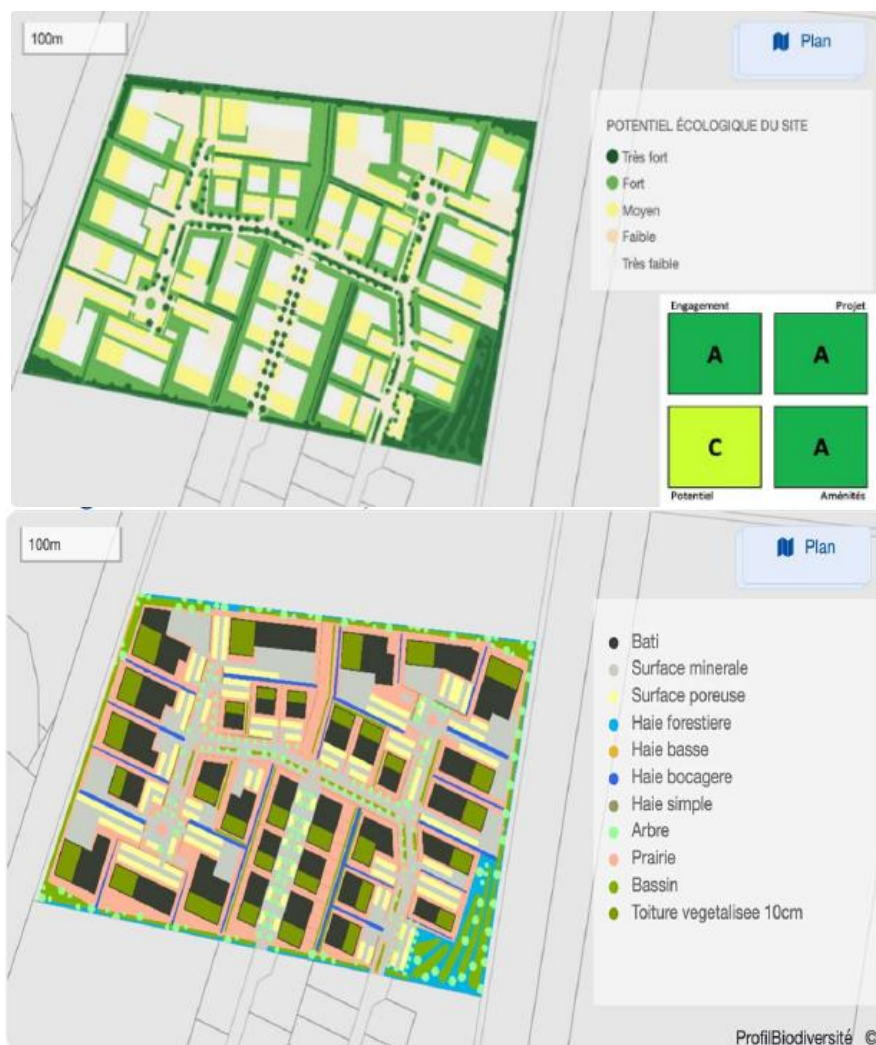 100m
Plan
POTENTIEL ÉCOLOGIQUE DU SITE
Très fort
Fort
Moyen
Faible
Très faible
Engagement
Projet
A
A
C
A
Potentiel
Aménités
100m
Plan
Bati
Surface minerale
Surface poreuse
Haie forestiere
Haie basse
Haie bocagere
Haie simple
Arbre
Prairie
Bassin
Toiture vegetalisee 10cm
ProfilBiodiversité ©